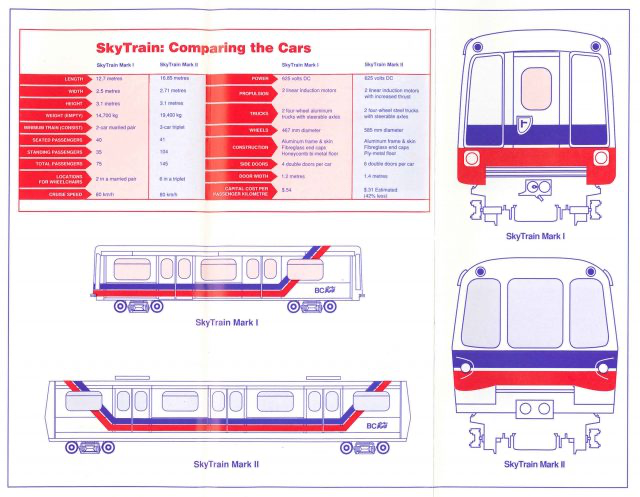 SkyTrain: Comparing the Cars
SkyTrain Mark I SkyTrain Mark II
LENGTH 12.7 metres 16.85 metres
WIDTH 2.5 metres 2.71 metres
HEIGHT 3.1 metres 3.1 metres
WEIGHT (EMPTY) 14,700 kg 19,400 kg
MINIMUM TRAIN (CONSIST) 2-car married pair 3-car triplet
SEATED PASSENGERS 40 41
STANDING PASSENGERS 35 104
TOTAL PASSENGERS 75 145
LOCATIONS
FOR WHEELCHAIRS 2 in a married pair 6 in a triplet
CRUISE SPEED 80 km/h 80 km/h
SkyTrain Mark I SkyTrain Mark II
POWER 625 volts DC 625 volts DC
PROPULSION 2 linear induction motors 2 linear induction motors
with increased thrust
TRUCKS 2 four-wheel aluminum 2 four-wheel steel trucks
trucks with steerable axles with steerable axles
WHEELS 467 mm diameter 585 mm diameter
CONSTRUCTION Aluminum frame & skin Aluminum frame & skin
Fibreglass end caps Fibreglass end caps
Honeycomb bi-metal floor Ply-metal floor
SIDE DOORS 4 double doors per car 6 double doors per car
DOOR WIDTH 1.2 metres 1.4 metres
CAPITAL COST PER
PASSENGER KILOMETRE $.54 $.31 Estimated
(42% less)
SkyTrain Mark I
BC
SkyTrain Mark I
BC
SkyTrain Mark II
SkyTrain Mark II